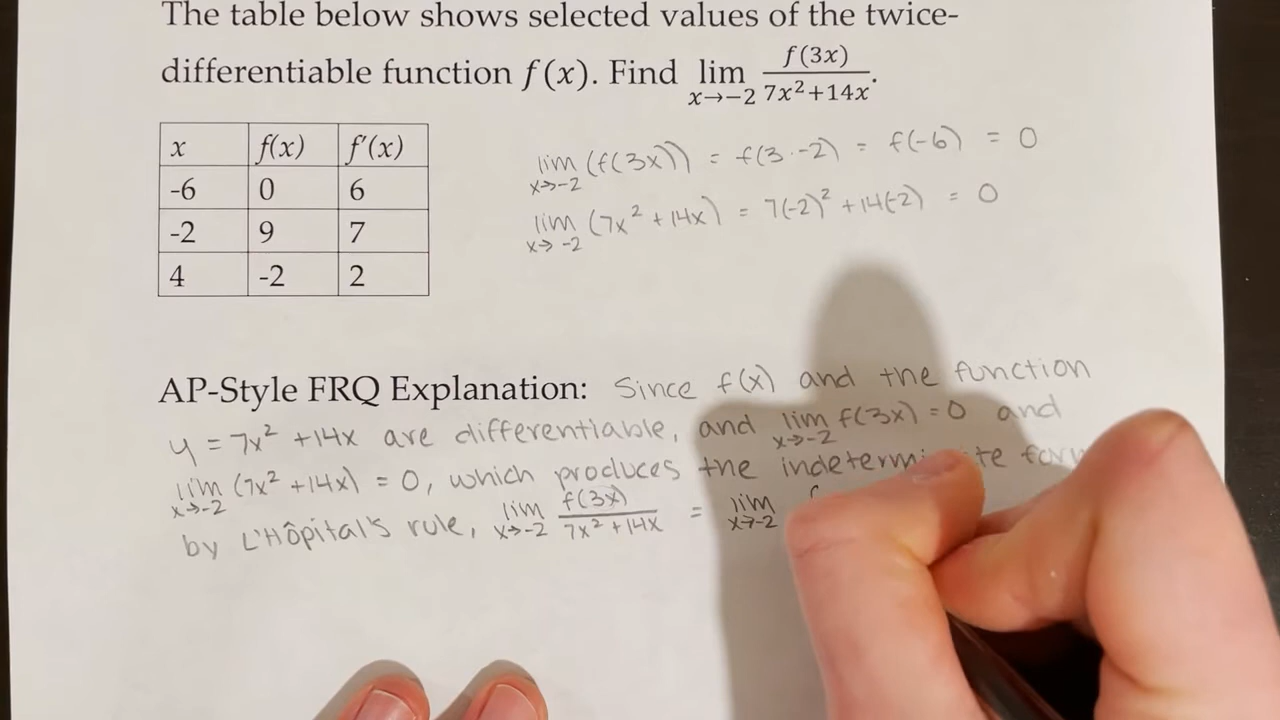 The table below shows selected values of the twice-
differentiable function f(x). Find lim x→-2 f(3x)/7x²+14x.
x f(x) f'(x)
-6 0 6
-2 9 7
4 -2 2
lim x→-2 (f(3x)) = f(3·-2) = f(-6) = 0
lim x→-2 (7x²+14x) = 7(-2)² +14(-2) = 0
AP-Style FRQ Explanation: Since f(x) and the function
y = 7x² +14x are differentiable, and lim x→-2 f(3x) = 0 and
lim x→-2 (7x² +14x) = 0, which produces the
by L'Hôpital's rule, lim x→-2 f(3x)/7x² +14x = lim x→-2